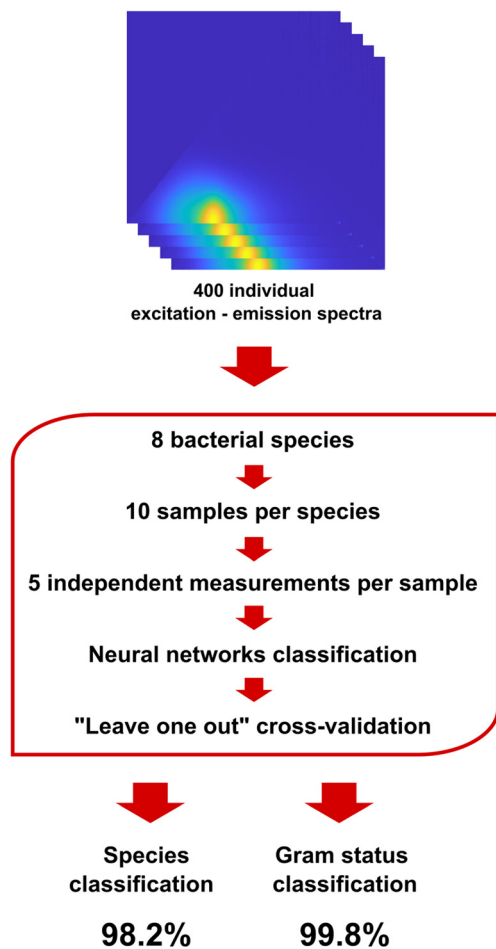 400 individual
excitation - emission spectra
8 bacterial species
10 samples per species
5 independent measurements per sample
Neural networks classification
"Leave one out" cross-validation
Species
classification
98.2%
Gram status
classification
99.8%